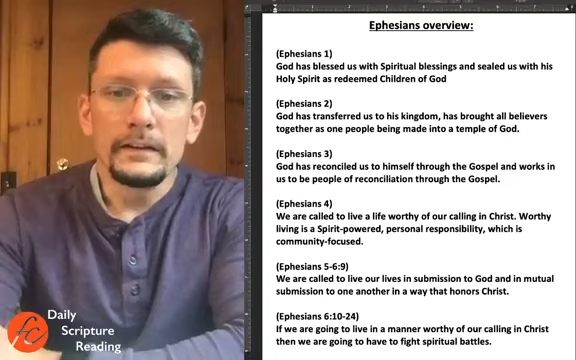 Ephesians overview:
(Ephesians 1)
God has blessed us with Spiritual blessings and sealed us with his
Holy Spirit as redeemed Children of God
(Ephesians 2)
God has transferred us to his kingdom, has brought all believers
together as one people being made into a temple of God.
(Ephesians 3)
God has reconciled us to himself through the Gospel and works in
us to be people of reconciliation through the Gospel.
(Ephesians 4)
We are called to live a life worthy of our calling in Christ. Worthy
living is a Spirit-powered, personal responsibility, which is
community-focused.
(Ephesians 5-6:9)
We are called to live our lives in submission to God and in mutual
submission to one another in a way that honors Christ.
(Ephesians 6:10-24)
If we are going to live in a manner worthy of our calling in Christ
then we are going to have to fight spiritual battles.
fc
Daily
Scripture
Reading